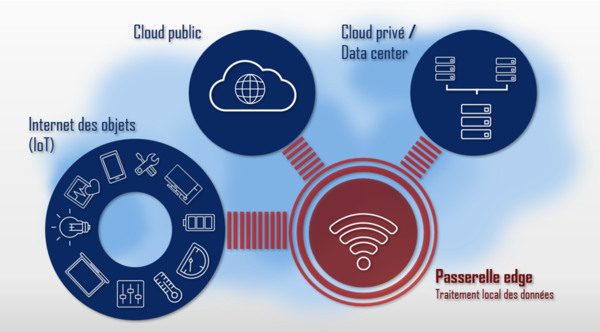 Cloud public
Cloud privé /
Data center
Internet des objets
(IoT)
Passerelle edge
Traitement local des données